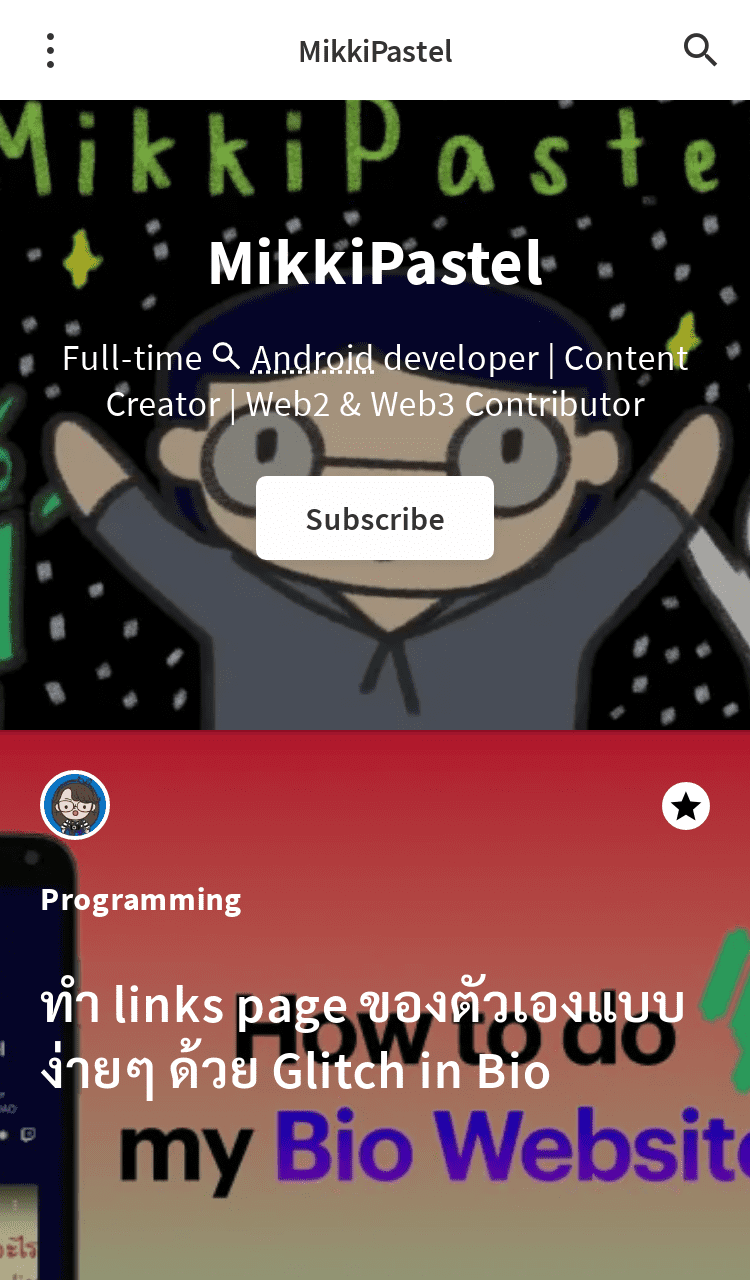 MikkiPastel
MikkiPaste
MikkiPastel
Full-time Android developer | Content
Creator | Web2 & Web3 Contributor
Subscribe
Programming
ทำ links page ของตัวเองแบบ
ง่ายๆ ด้วย Glitch in Bio
How to do
my Bio Website